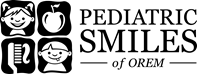 PEDIATRIC
SMILES
of OREM